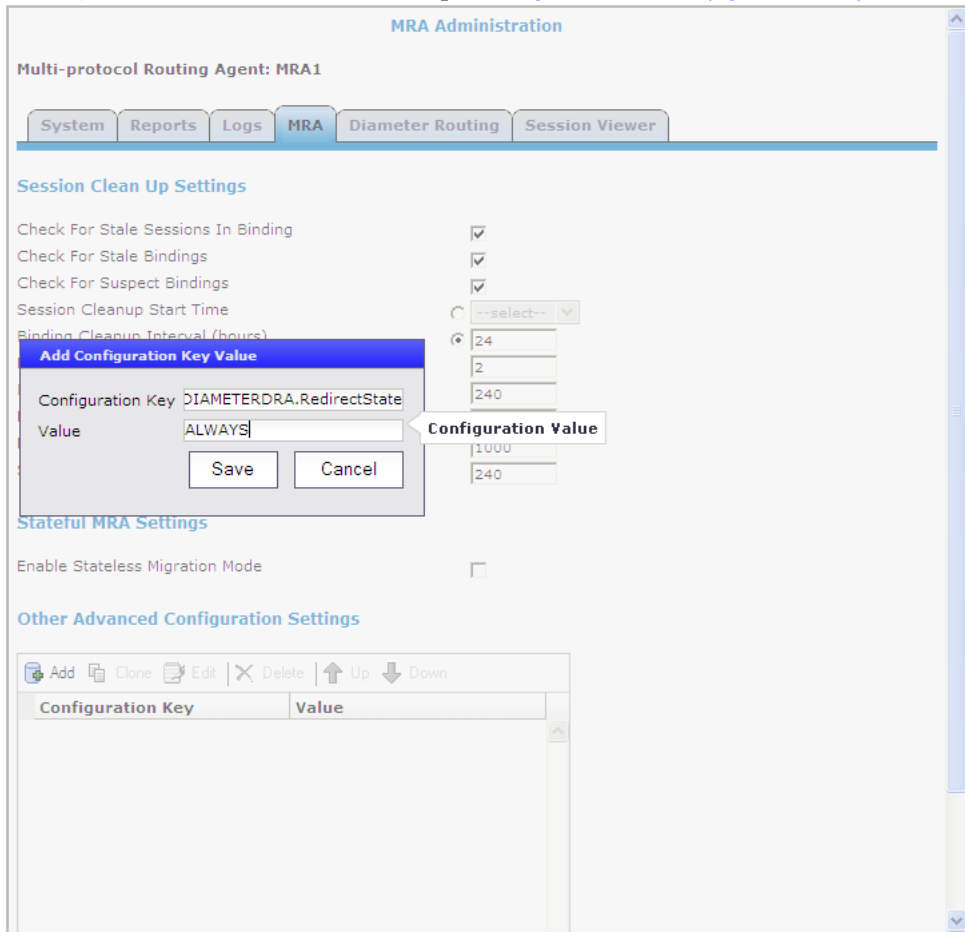 MRA Administration
Multi-protocol Routing Agent: MRA1
System Reports Logs MRA Diameter Routing Session Viewer
Session Clean Up Settings
Check For Stale Sessions In Binding
Check For Stale Bindings
Check For Suspect Bindings
Session Cleanup Start Time --select--
Binding Cleanup Interval (hours) 24
Add Configuration Key Value
2
Configuration Key DIAMETERDRA.RedirectState
240
Value ALWAYS
Configuration Value
1000
Save Cancel
240
Stateful MRA Settings
Enable Stateless Migration Mode
Other Advanced Configuration Settings
Add Clone Edit Delete Up Down
Configuration Key Value